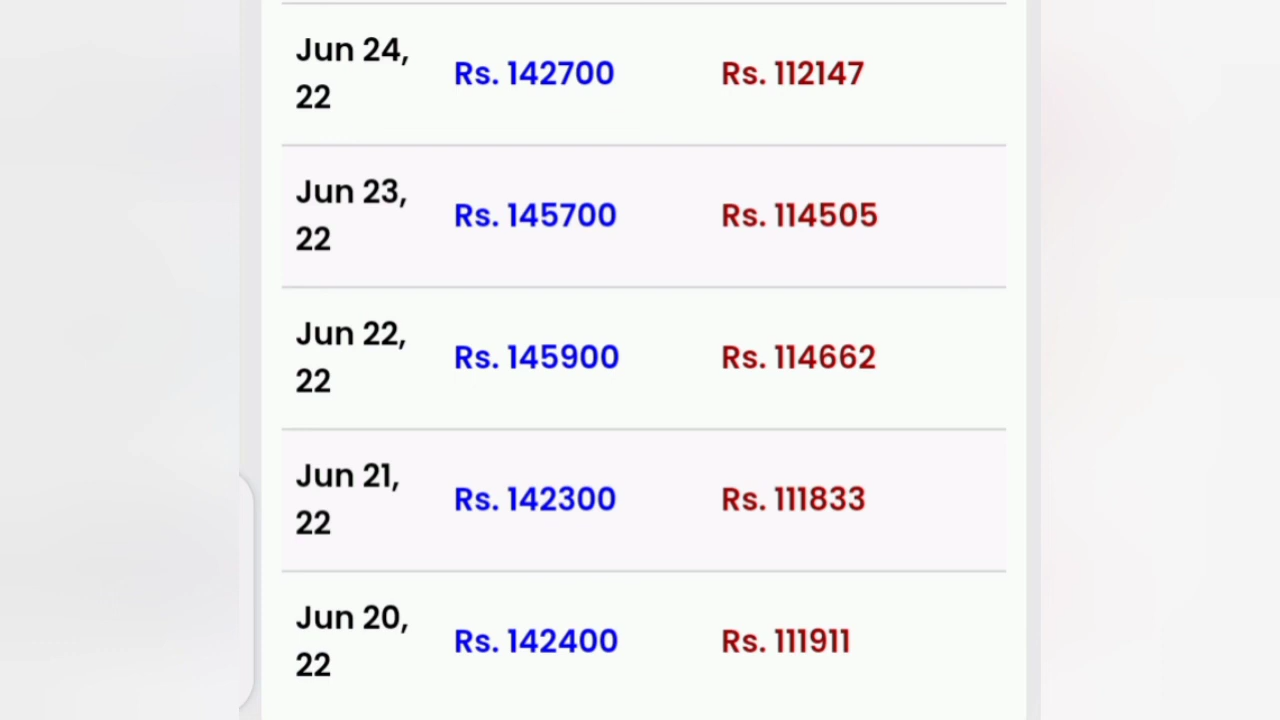 Jun 24, Rs. 142700 Rs. 112147
22
Jun 23, Rs. 145700 Rs. 114505
22
Jun 22, Rs. 145900 Rs. 114662
22
Jun 21, Rs. 142300 Rs. 111833
22
Jun 20, Rs. 142400 Rs. 111911
22